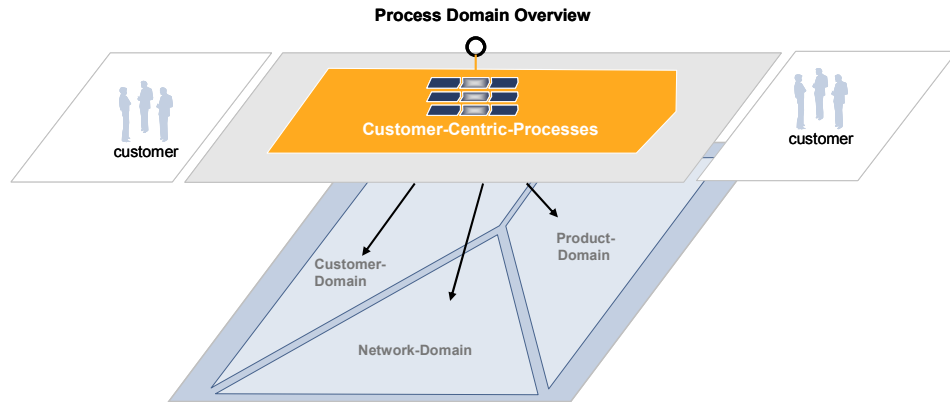 Process Domain Overview
customer
Customer-Centric-Processes
customer
Customer-
Domain
Product-
Domain
Network-Domain